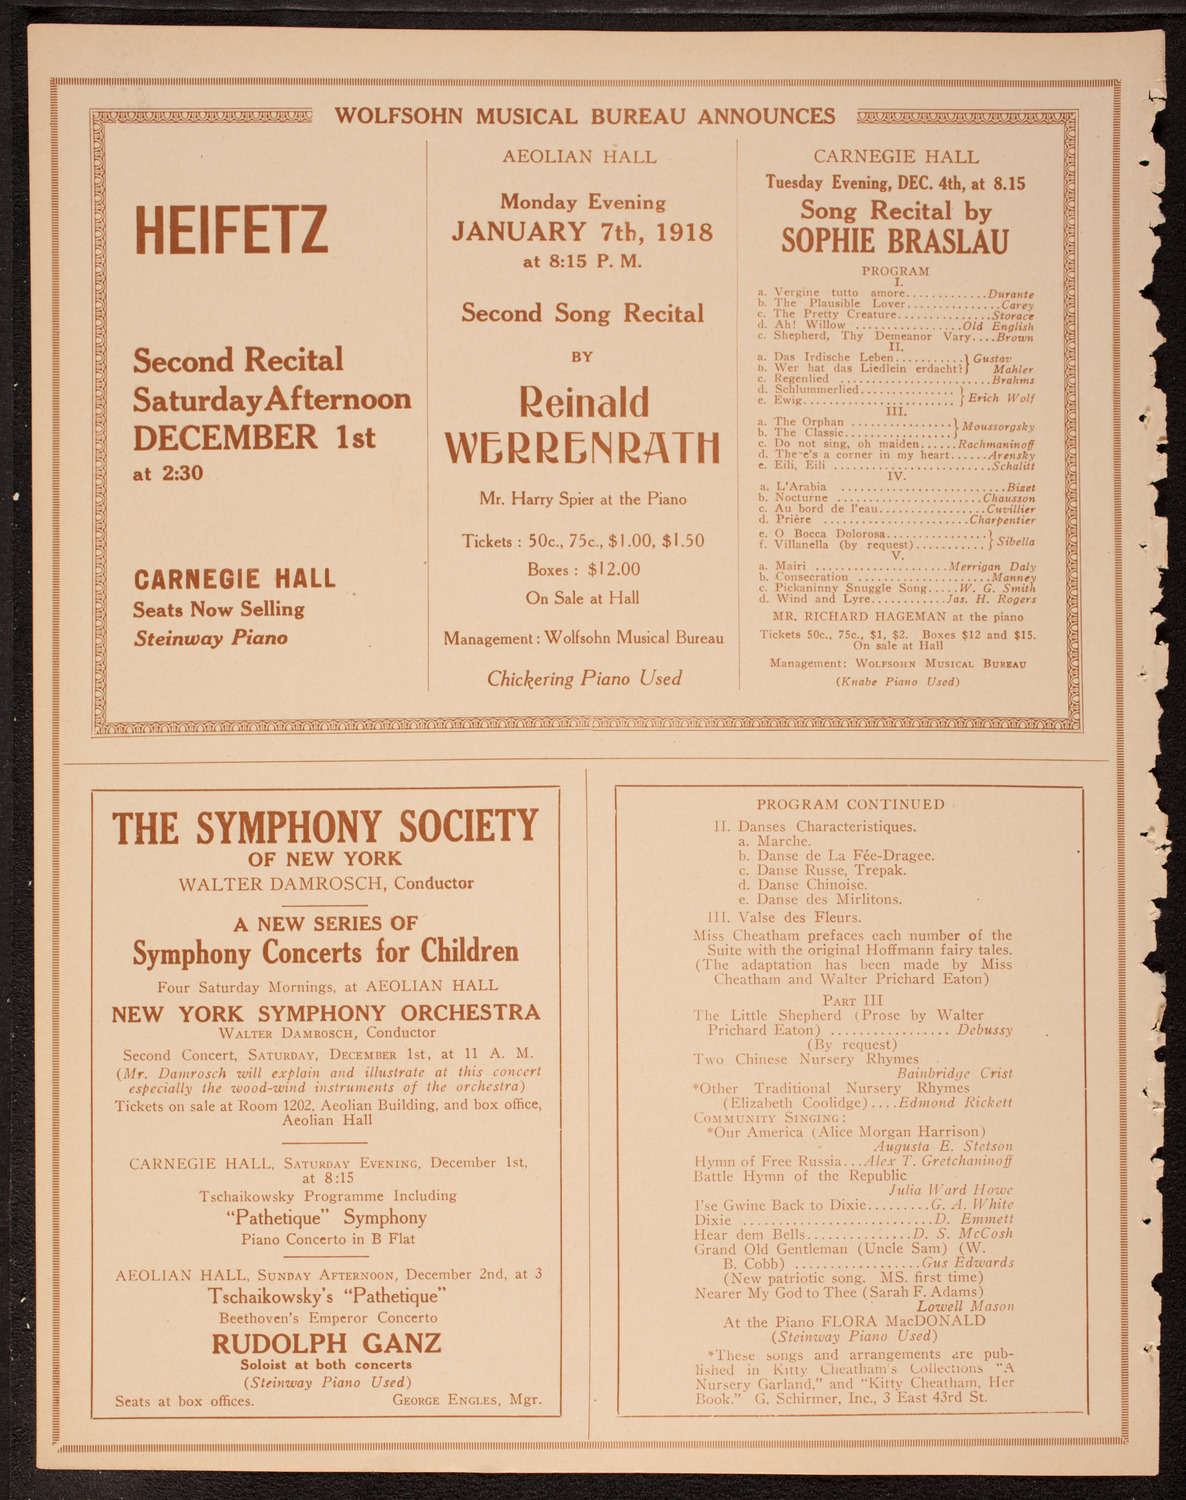 WOLFSOHN MUSICAL BUREAU ANNOUNCES
HEIFETZ
Second Recital
Saturday Afternoon
DECEMBER 1st
at 2:30
CARNEGIE HALL
Seats Now Selling
Steinway Piano
AEOLIAN HALL
Monday Evening
JANUARY 7th, 1918
at 8:15 P. M.
Second Song Recital
BY
Reinald
WERRENRATH
Mr. Harry Spier at the Piano
Tickets : 50c., 75c., $1.00, $1.50
Boxes : $12.00
On Sale at Hall
Management : Wolfsohn Musical Bureau
Chickering Piano Used
CARNEGIE HALL
Tuesday Evening, DEC. 4th, at 8.15
Song Recital by
SOPHIE BRASLAU
PROGRAM
I.
a. Vergine tutto amore.............Durante
b. The Plausible Lover...............Carey
c. The Pretty Creature..............Storace
d. Ah! Willow ................Old English
c. Shepherd, Thy Demeanor Vary....Brown
II.
a. Das Irdische Leben...........} Gustav
b. Wer hat das Liedlein erdacht?} Mahler
c. Regenlied .......................Brahms
d. Schlummerlied..............}
e. Ewig.......................} Erich Wolf
III.
a. The Orphan ...............}
b. The Classic................} Moussorgsky
c. Do not sing, oh maiden......Rachmaninoff
d. There's a corner in my heart......Arensky
e. Eili, Eili ........................Schalitt
IV.
a. L'Arabia .........................Bizet
b. Nocturne ......................Chausson
c. Au bord de l'eau................Cuvillier
d. Prière ......................Charpentier
e. O Bocca Dolorosa...............}
f. Villanella (by request)...........} Sibella
V.
a. Mairi ....................Merrigan Daly
b. Consecration ....................Manney
c. Pickaninny Snuggle Song.....W. G. Smith
d. Wind and Lyre............Jas. H. Rogers
MR. RICHARD HAGEMAN at the piano
Tickets 50c., 75c., $1, $2. Boxes $12 and $15.
On sale at Hall
Management: WOLFSOHN MUSICAL BUREAU
(Knabe Piano Used)
THE SYMPHONY SOCIETY
OF NEW YORK
WALTER DAMROSCH, Conductor
A NEW SERIES OF
Symphony Concerts for Children
Four Saturday Mornings, at AEOLIAN HALL
NEW YORK SYMPHONY ORCHESTRA
WALTER DAMROSCH, Conductor
Second Concert, SATURDAY, DECEMBER 1st, at 11 A. M.
(Mr. Damrosch will explain and illustrate at this concert
especially the wood-wind instruments of the orchestra)
Tickets on sale at Room 1202, Aeolian Building, and box office,
Aeolian Hall
CARNEGIE HALL, SATURDAY EVENING, December 1st,
at 8:15
Tschaikowsky Programme Including
"Pathetique" Symphony
Piano Concerto in B Flat
AEOLIAN HALL, SUNDAY AFTERNOON, December 2nd, at 3
Tschaikowsky's "Pathetique"
Beethoven's Emperor Concerto
RUDOLPH GANZ
Soloist at both concerts
(Steinway Piano Used)
Seats at box offices. GEORGE ENGLES, Mgr.
PROGRAM CONTINUED
II. Danses Characteristiques.
a. Marche.
b. Danse de La Fée-Dragee.
c. Danse Russe, Trepak.
d. Danse Chinoise.
e. Danse des Mirlitons.
III. Valse des Fleurs.
Miss Cheatham prefaces each number of the
Suite with the original Hoffmann fairy tales.
(The adaptation has been made by Miss
Cheatham and Walter Prichard Eaton)
PART III
The Little Shepherd (Prose by Walter
Prichard Eaton) ................. Debussy
(By request)
Two Chinese Nursery Rhymes
Bainbridge Crist
*Other Traditional Nursery Rhymes
(Elizabeth Coolidge)....Edmond Rickett
COMMUNITY SINGING:
*Our America (Alice Morgan Harrison)
Augusta E. Stetson
Hymn of Free Russia...Alex T. Gretchaninoff
Battle Hymn of the Republic
Julia Ward Howe
I'se Gwine Back to Dixie.........G. A. White
Dixie ...........................D. Emmett
Hear dem Bells...............D. S. McCosh
Grand Old Gentleman (Uncle Sam) (W.
B. Cobb) ..................Gus Edwards
(New patriotic song. MS. first time)
Nearer My God to Thee (Sarah F. Adams)
Lowell Mason
At the Piano FLORA MacDONALD
(Steinway Piano Used)
*These songs and arrangements are pub-
lished in Kitty Cheatham's Collections "A
Nursery Garland," and "Kitty Cheatham, Her
Book." G. Schirmer, Inc., 3 East 43rd St.